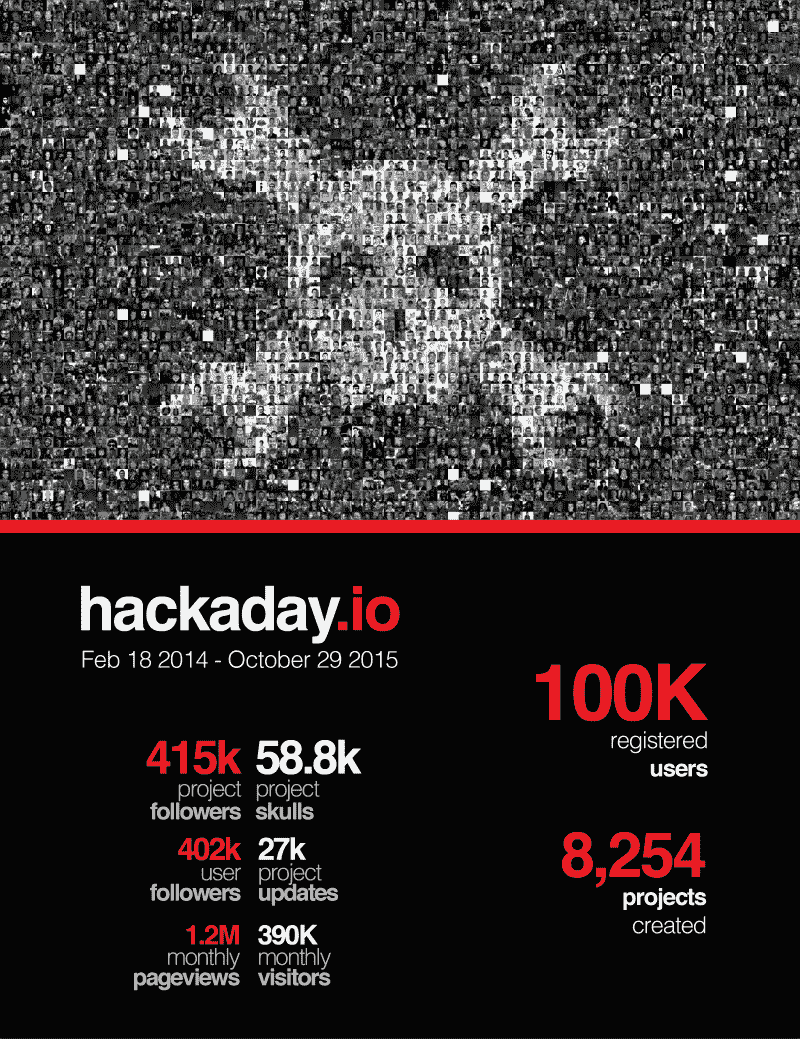 hackaday.io
Feb 18 2014 - October 29 2015
100K
registered
users
415k 58.8k
project project
followers skulls
402k 27k
user project
followers updates
1.2M 390K
monthly monthly
pageviews visitors
8,254
projects
created